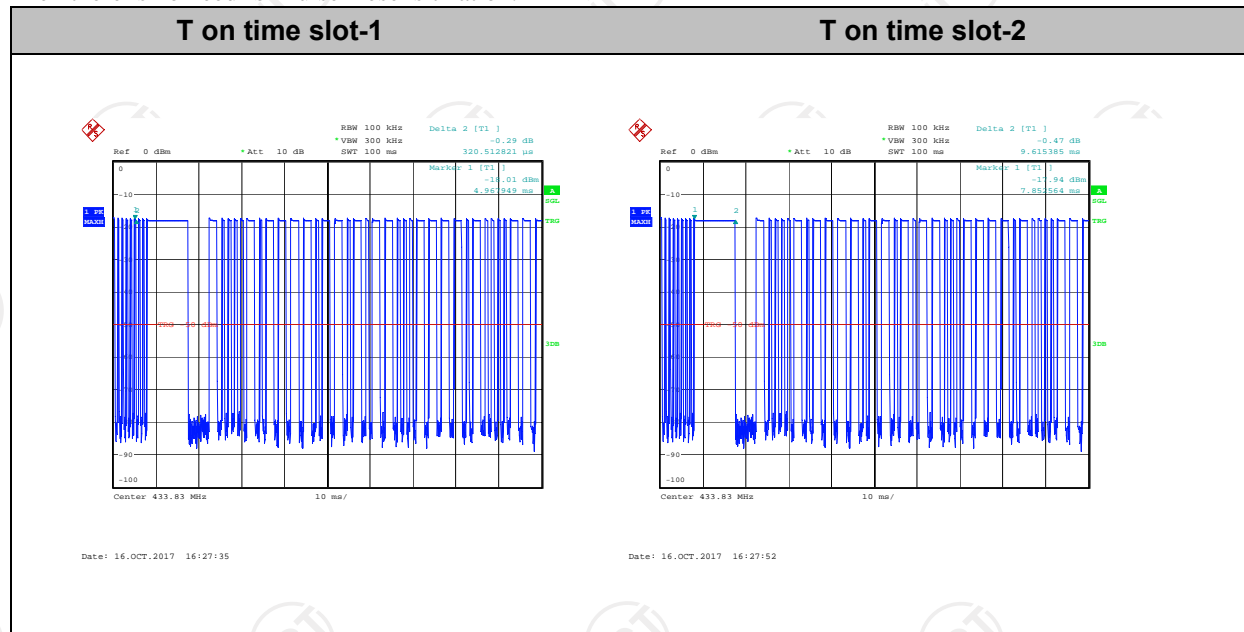 T on time slot-1
T on time slot-2
R S
RBW 100 kHz
Delta 2 [T1 ]
* VBW 300 kHz
-0.29 dB
Ref 0 dBm
* Att 10 dB
SWT 100 ms
320.512821 µs
0
Marker 1 [T1 ]
dBm
4.967949 ms
A
SGL
-10
1 PK
MAXH
TRG
TRG dBm
3DB
-90
-100
Center 433.83 MHz
10 ms/
Date: 16.OCT.2017 16:27:35
R S
RBW 100 kHz
Delta 2 [T1 ]
* VBW 300 kHz
-0.47 dB
Ref 0 dBm
* Att 10 dB
SWT 100 ms
9.615385 ms
0
Marker 1 [T1 ]
-17.94 dBm
7.852564 ms
A
SGL
-10
1 PK
MAXH
1
2
TRG
TRG dBm
3DB
-90
-100
Center 433.83 MHz
10 ms/
Date: 16.OCT.2017 16:27:52